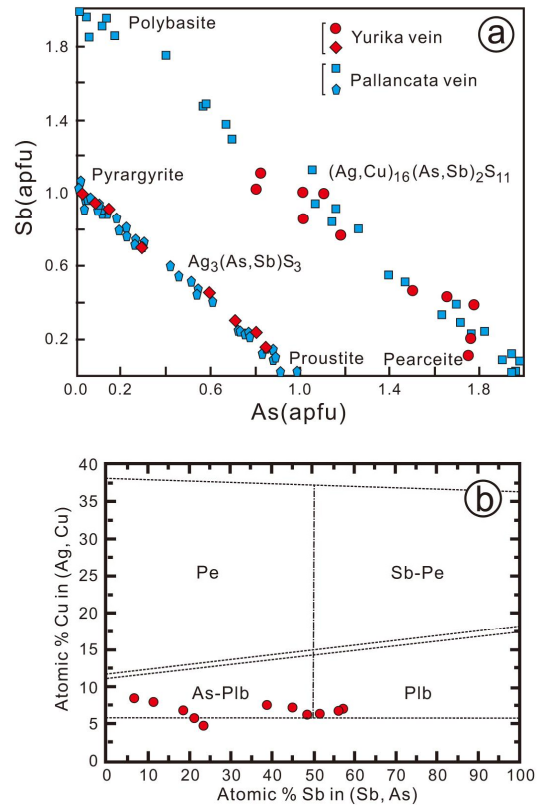 a
Yurika vein
Pallancata vein
Polybasite
(Ag,Cu)16(As,Sb)2S11
Pyrargyrite
Ag3(As,Sb)S3
Proustite
Pearceite
Sb(apfu)
1.8
1.4
1.0
0.6
0.2
0.0
0.2
0.6
1.0
1.4
1.8
As(apfu)
b
Pe
Sb-Pe
As-Plb
Plb
Atomic % Cu in (Ag, Cu)
40
35
30
25
20
15
10
5
0
0
10
20
30
40
50
60
70
80
90
100
Atomic % Sb in (Sb, As)